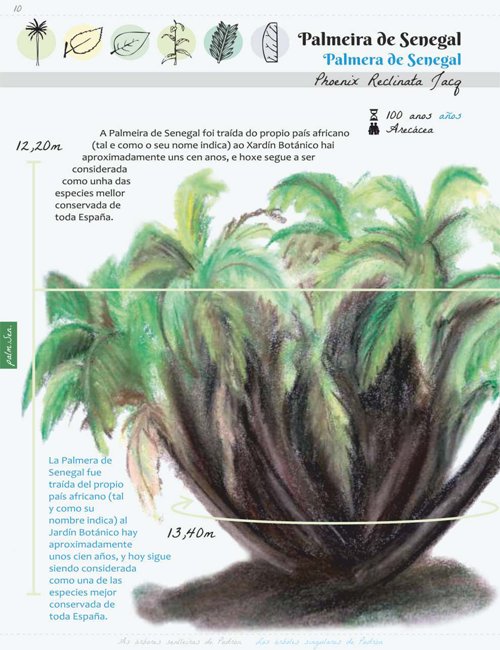 10
Palmeira de Senegal
Palmera de Senegal
Phoenix Reclinata Jacq
100 anos años
Arecácea
12,20m
A Palmeira de Senegal foi traída do propio país africano
(tal e como o seu nome indica) ao Xardín Botánico hai
aproximadamente uns cen anos, e hoxe segue a ser
considerada
como unha das
especies mellor
conservada de
toda España.
palm.Sen.
La Palmera de
Senegal fue
traída del propio
país africano (tal
y como su
nombre indica) al
Jardín Botánico hay
aproximadamente
unos cien años, y hoy sigue
siendo considerada
como una de las
especies mejor
conservada de
toda España.
13,40m
As árbores senlleiras de Padrón Los árboles singulares de Padrón